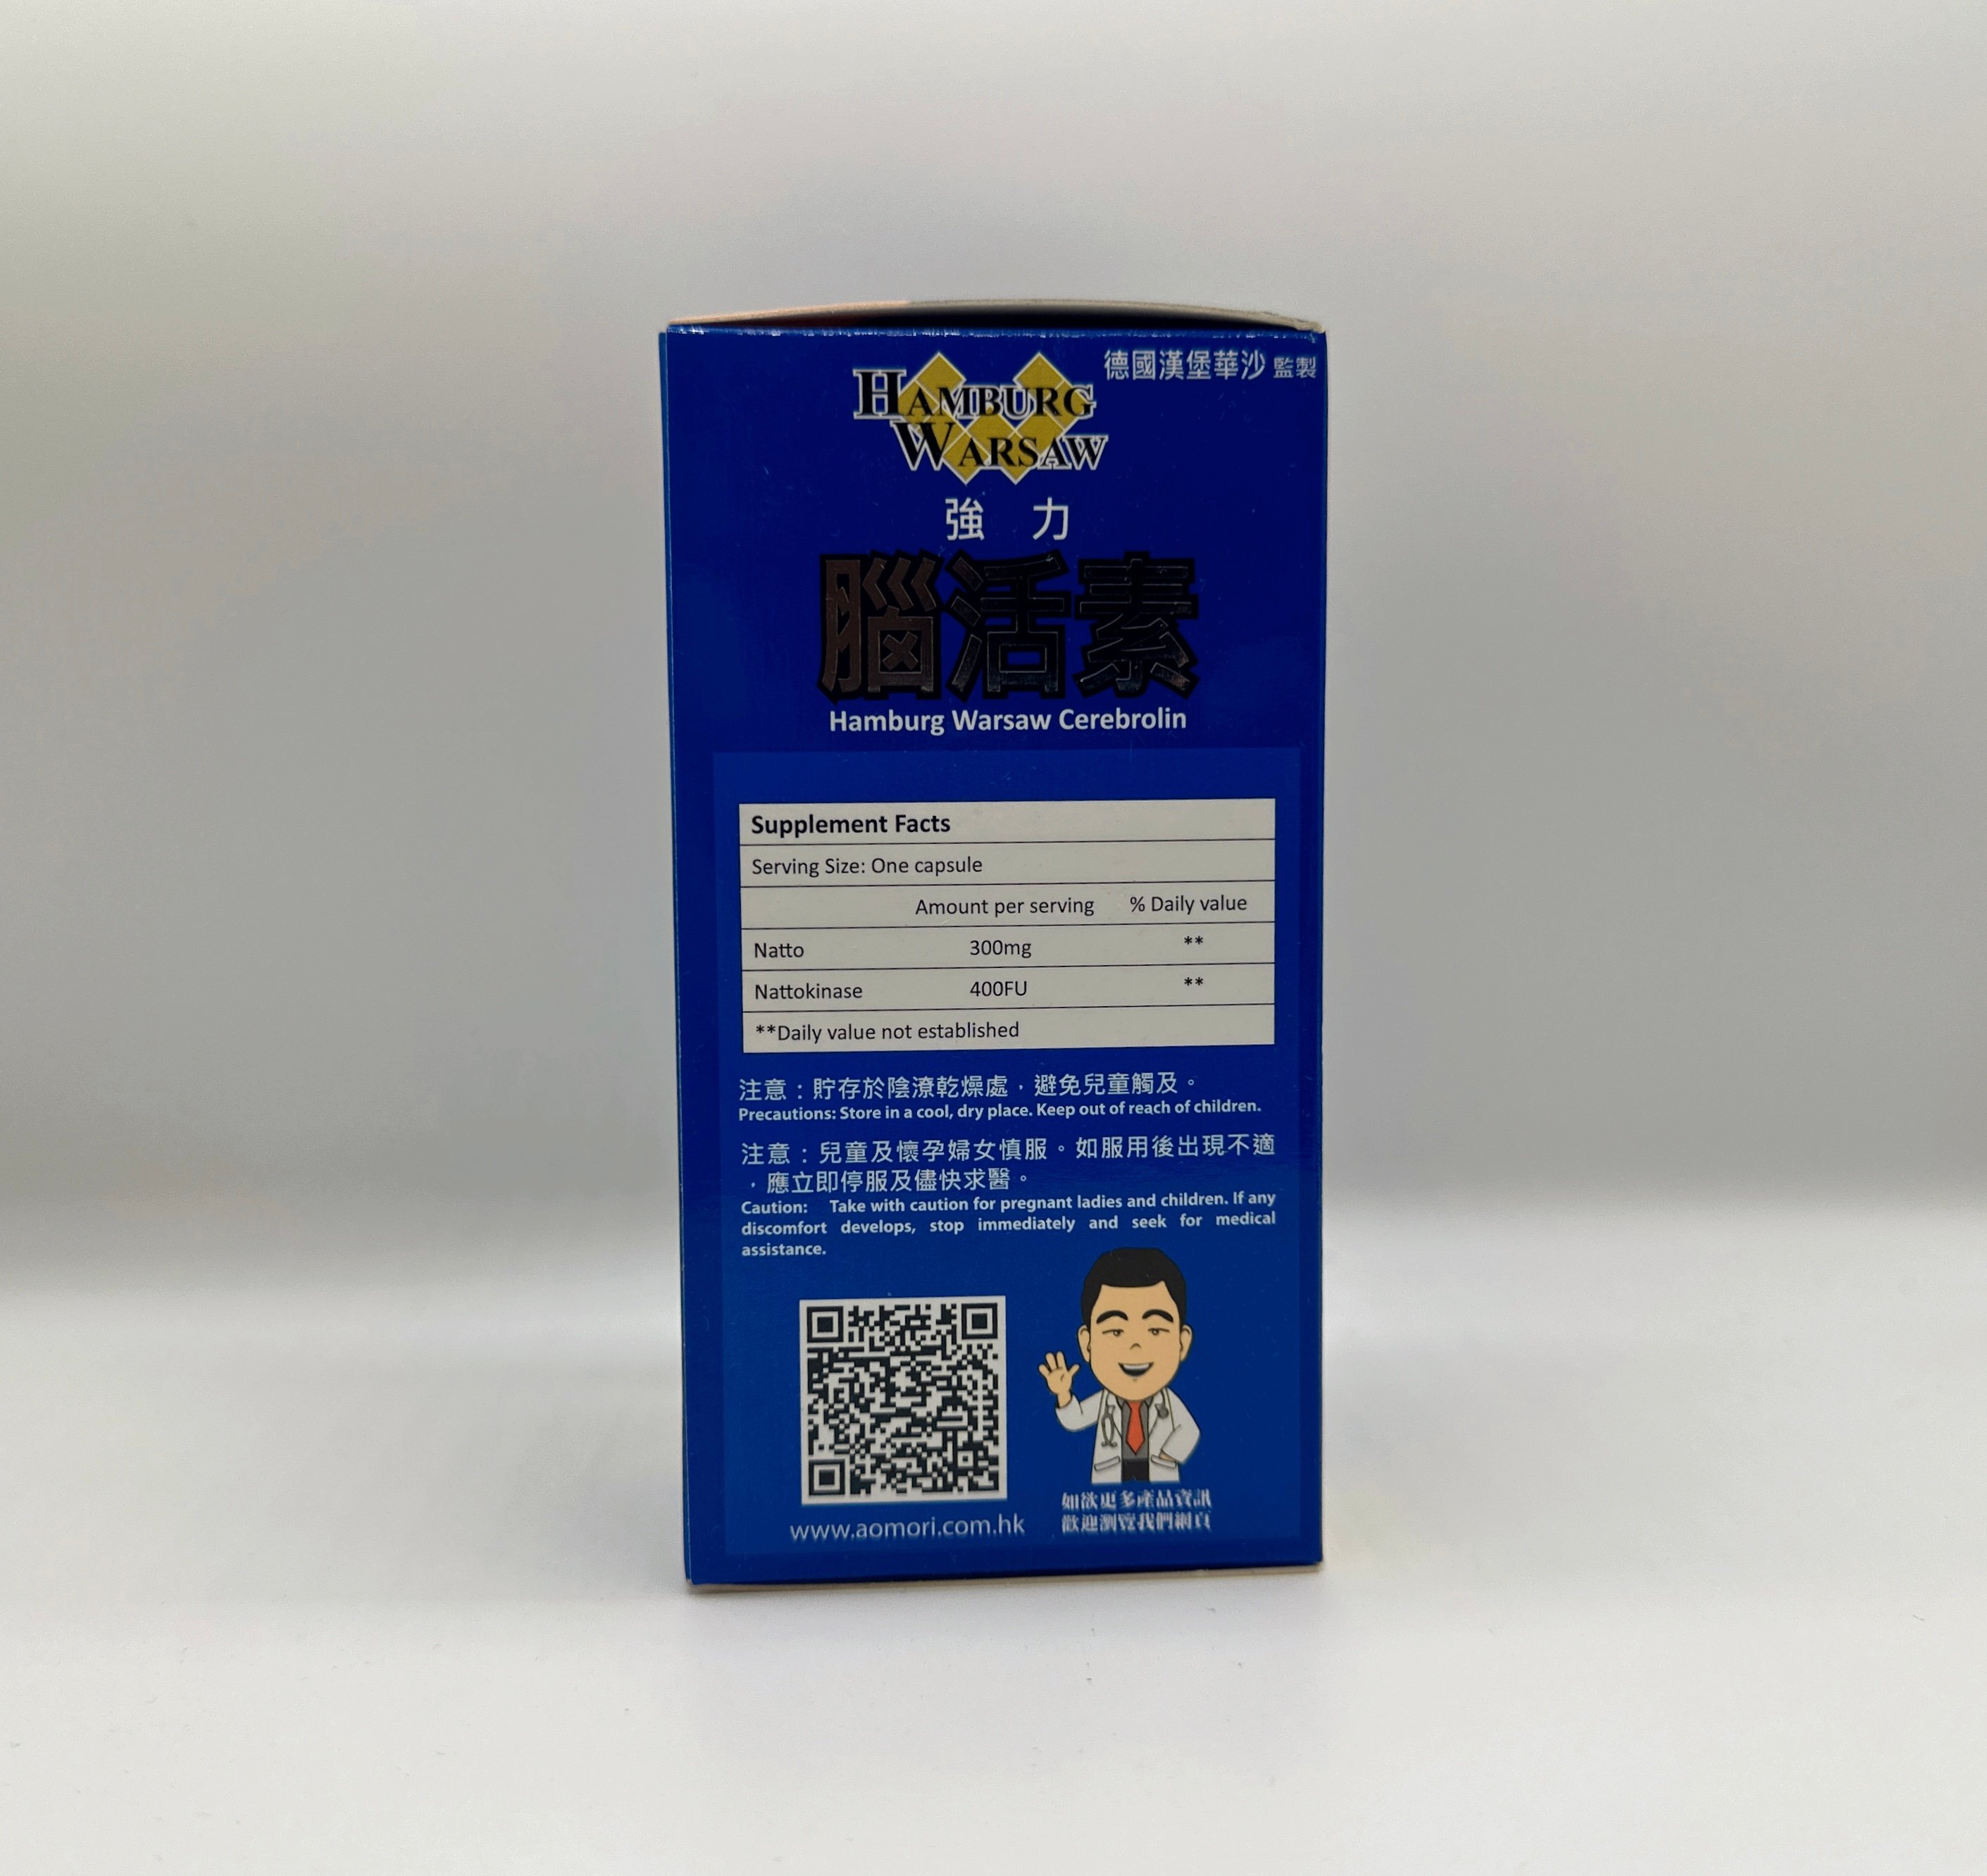 德國漢堡華沙 監製
HAMBURG
WARSAW
強 力
腦活素
Hamburg Warsaw Cerebrolin
Supplement Facts
Serving Size: One capsule
Amount per serving % Daily value
Natto 300mg **
Nattokinase 400FU **
**Daily value not established
注意：貯存於陰潦乾燥處，避免兒童觸及。
Precautions: Store in a cool, dry place. Keep out of reach of children.
注意：兒童及懷孕婦女慎服。如服用後出現不適
，應立即停服及儘快求醫。
Caution: Take with caution for pregnant ladies and children. If any
discomfort develops, stop immediately and seek for medical
assistance.
www.aomori.com.hk
如欲更多產品資訊
歡迎瀏覽我們網頁